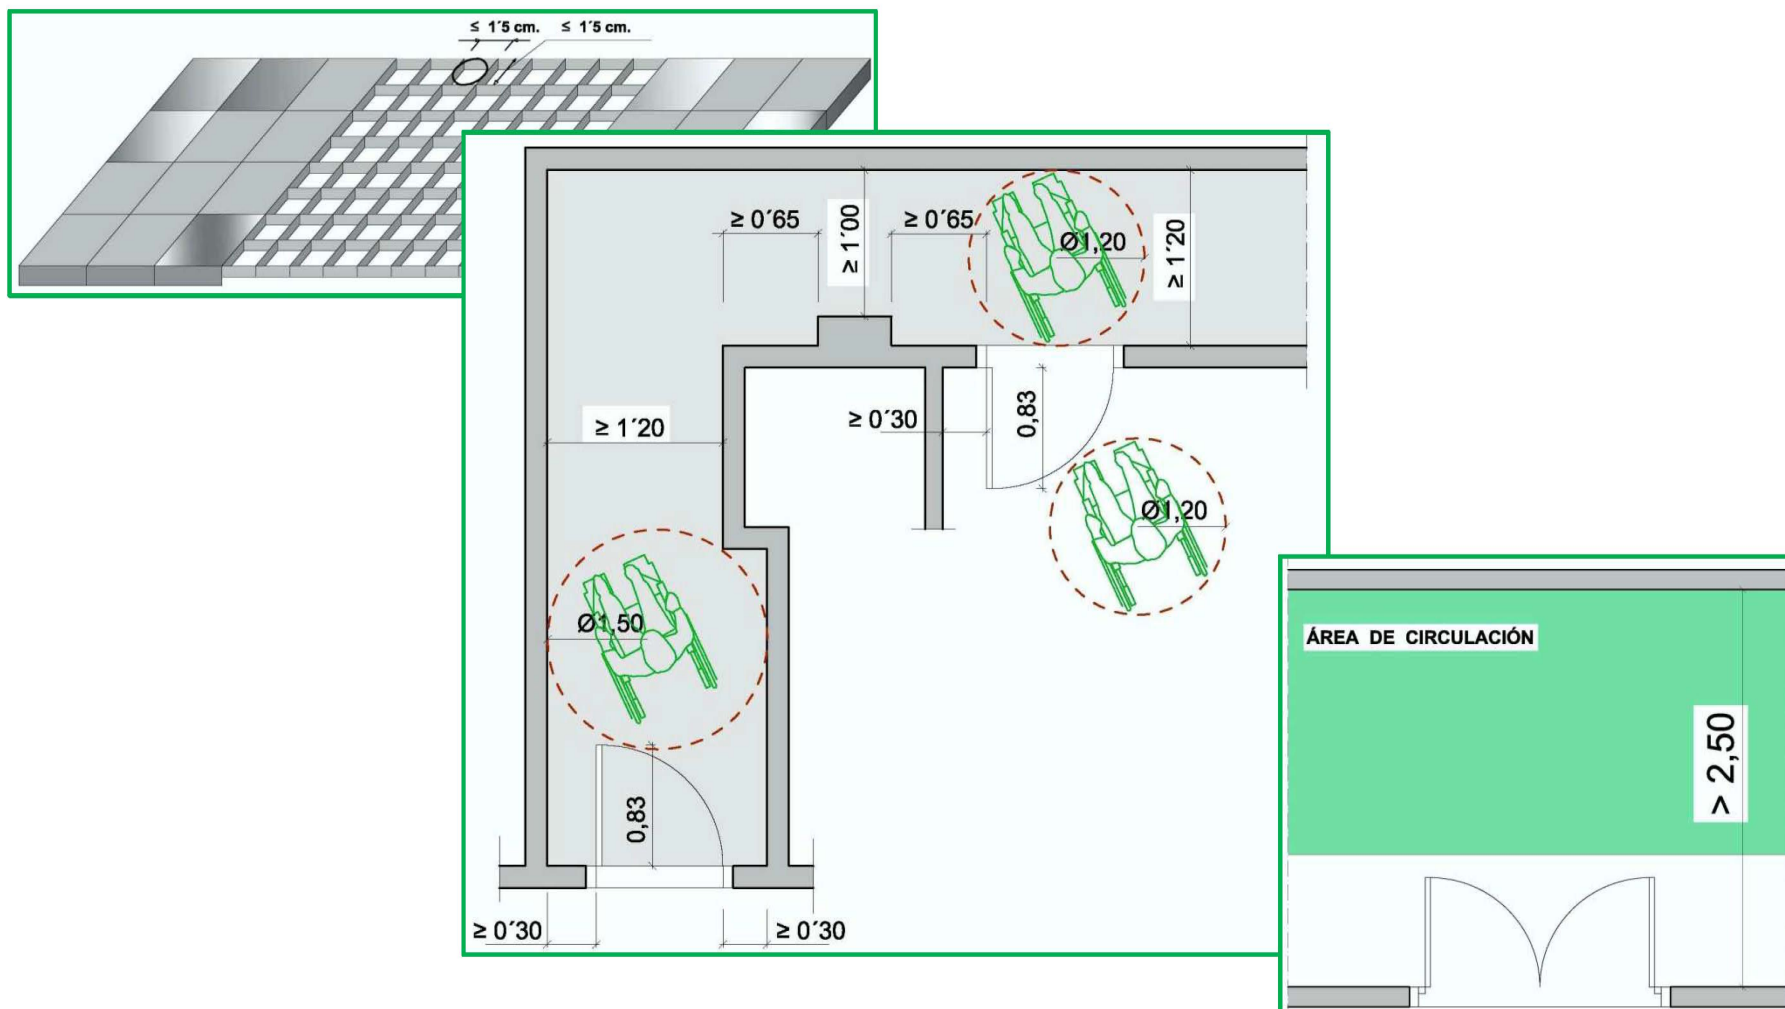 ≤ 1´5 cm. ≤ 1´5 cm.
≥ 0´65
≥ 1´00
≥ 0´65
Ø1,20
≥ 1´20
≥ 1´20
≥ 0´30
0,83
Ø1,20
Ø1,50
0,83
≥ 0´30
≥ 0´30
ÁREA DE CIRCULACIÓN
> 2,50